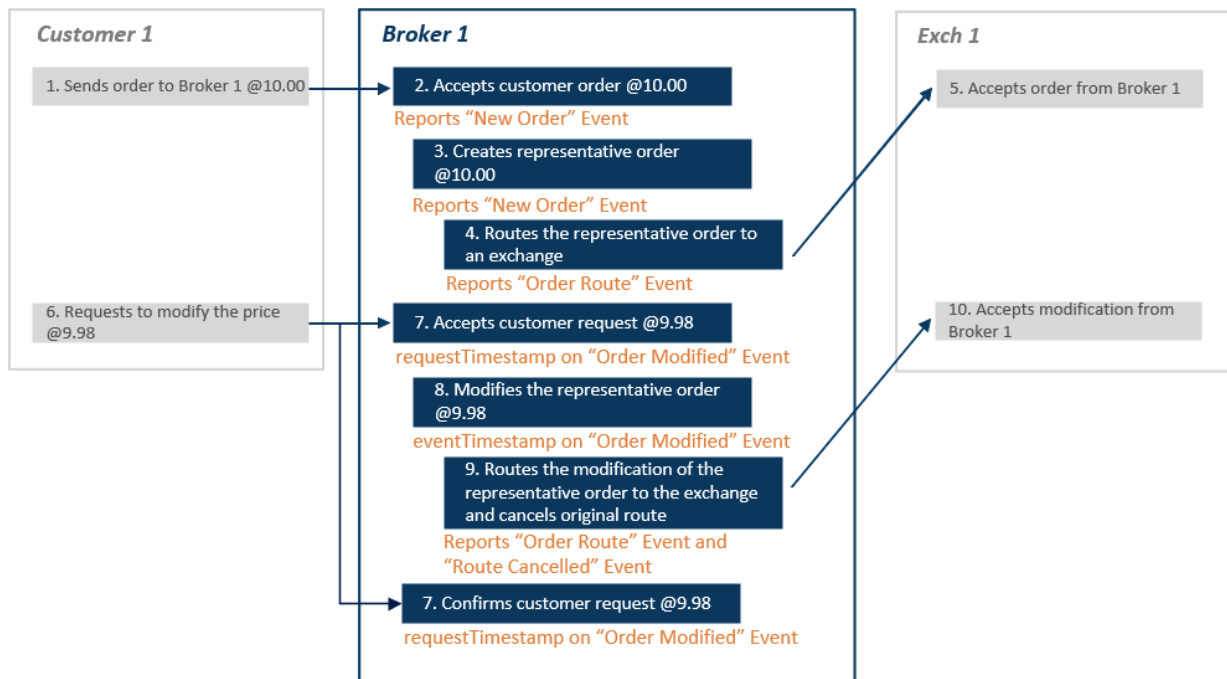 Customer 1
1. Sends order to Broker 1 @10.00
6. Requests to modify the price
@9.98
Broker 1
2. Accepts customer order @10.00
Reports “New Order” Event
3. Creates representative order
@10.00
Reports “New Order” Event
4. Routes the representative order to
an exchange
Reports “Order Route” Event
7. Accepts customer request @9.98
requestTimestamp on “Order Modified” Event
8. Modifies the representative order
@9.98
eventTimestamp on “Order Modified” Event
9. Routes the modification of the
representative order to the exchange
and cancels original route
Reports “Order Route” Event and
“Route Cancelled” Event
7. Confirms customer request @9.98
requestTimestamp on “Order Modified” Event
Exch 1
5. Accepts order from Broker 1
10. Accepts modification from
Broker 1